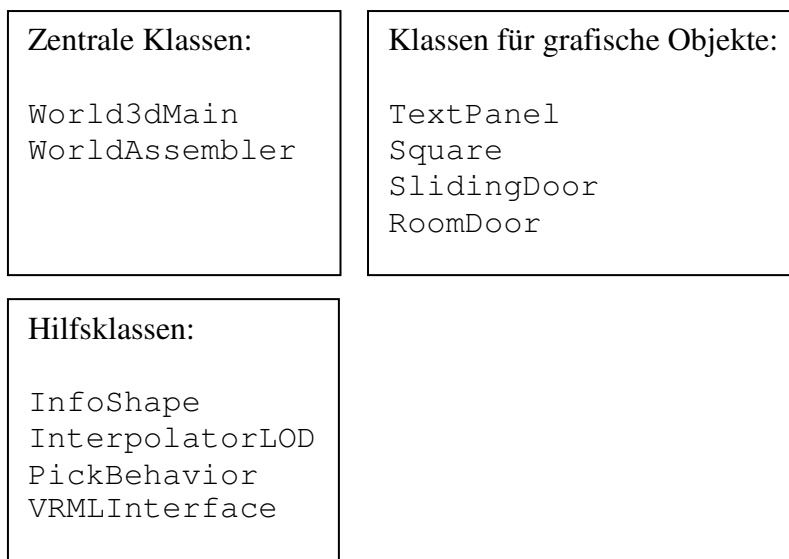 Zentrale Klassen:
World3dMain
WorldAssembler
Klassen für grafische Objekte:
TextPanel
Square
SlidingDoor
RoomDoor
Hilfsklassen:
InfoShape
InterpolatorLOD
PickBehavior
VRMLInterface